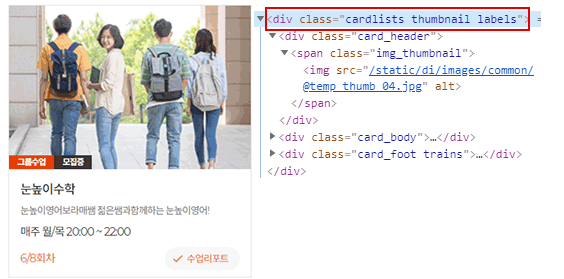 그룹수업 모집중
눈높이수학
눈높이영어보라매쌤 젊은쌤과함께하는 눈높이영어!
매주 월/목 20:00 ~ 22:00
6/8회차
수업리포트
▼<div class="cardlists thumbnail labels"> =
▼<div class="card_header">
▼<span class="img_thumbnail">
<img src="/static/di/images/common/
@temp_thumb_04.jpg" alt>
</span>
</div>
▶<div class="card_body">…</div>
▶<div class="card_foot trains">…</div>
</div>